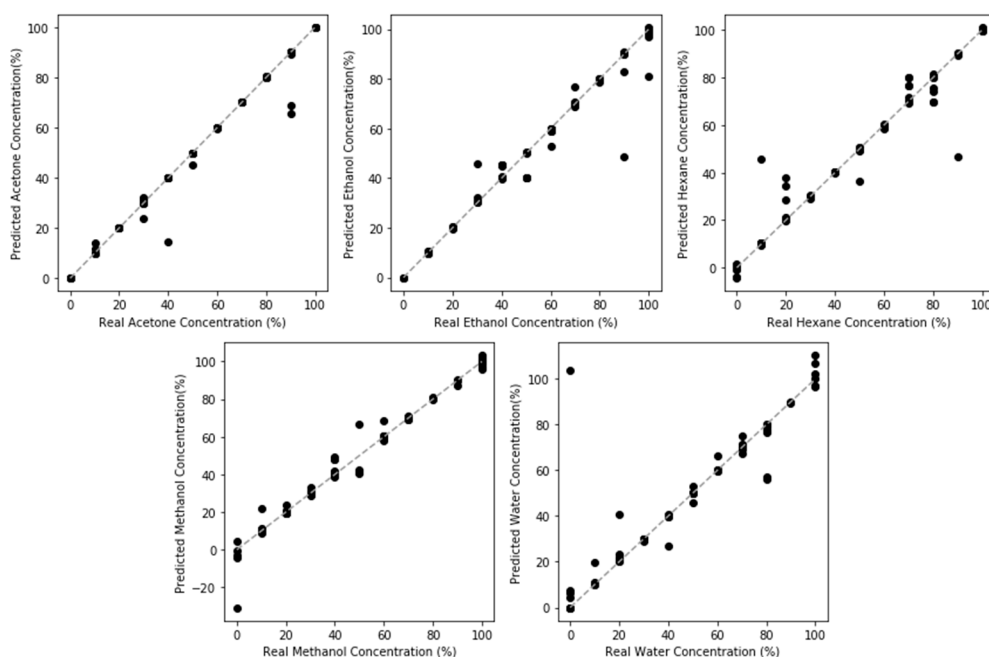 100
80
60
40
20
0
Predicted Acetone Concentration(%)
0 20 40 60 80 100
Real Acetone Concentration (%)
100
80
60
40
20
0
Predicted Ethanol Concentration(%)
0 20 40 60 80 100
Real Ethanol Concentration (%)
100
80
60
40
20
0
Predicted Hexane Concentration(%)
0 20 40 60 80 100
Real Hexane Concentration (%)
100
80
60
40
20
0
−20
Predicted Methanol Concentration(%)
0 20 40 60 80 100
Real Methanol Concentration (%)
100
80
60
40
20
0
Predicted Water Concentration(%)
0 20 40 60 80 100
Real Water Concentration (%)